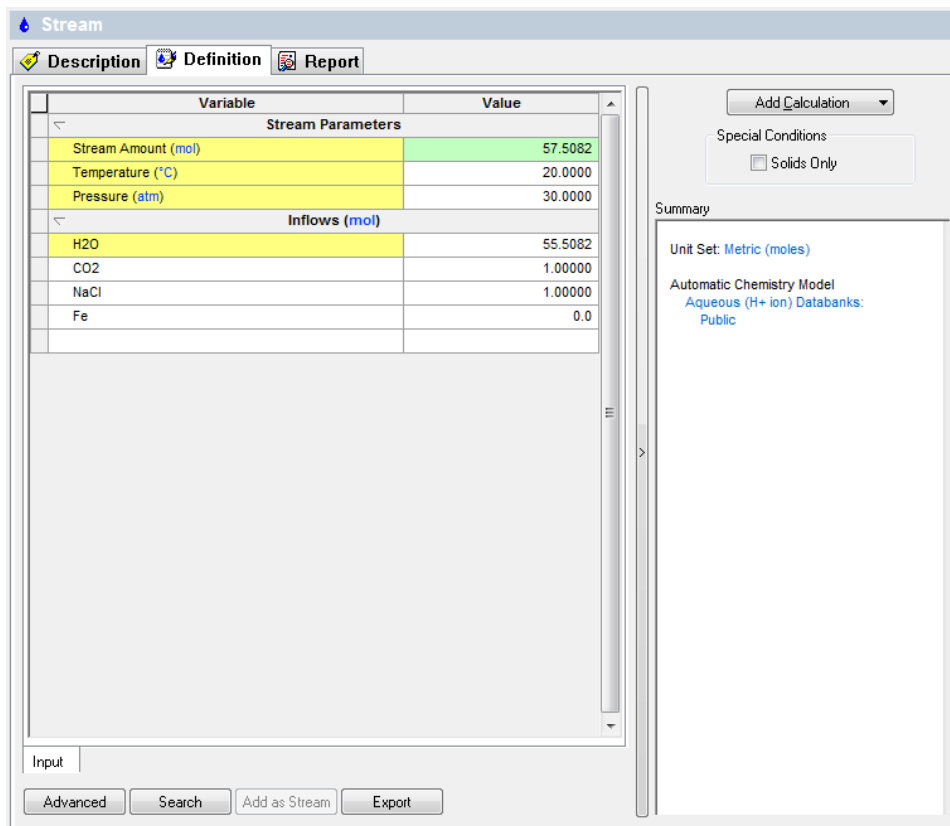 Stream
Description Definition Report
Variable Value
Stream Parameters
Stream Amount (mol) 57.5082
Temperature (°C) 20.0000
Pressure (atm) 30.0000
Inflows (mol)
H2O 55.5082
CO2 1.00000
NaCl 1.00000
Fe 0.0
Input
Advanced Search Add as Stream Export
>
Add Calculation
Special Conditions
Solids Only
Summary
Unit Set: Metric (moles)
Automatic Chemistry Model
Aqueous (H+ ion) Databanks:
Public